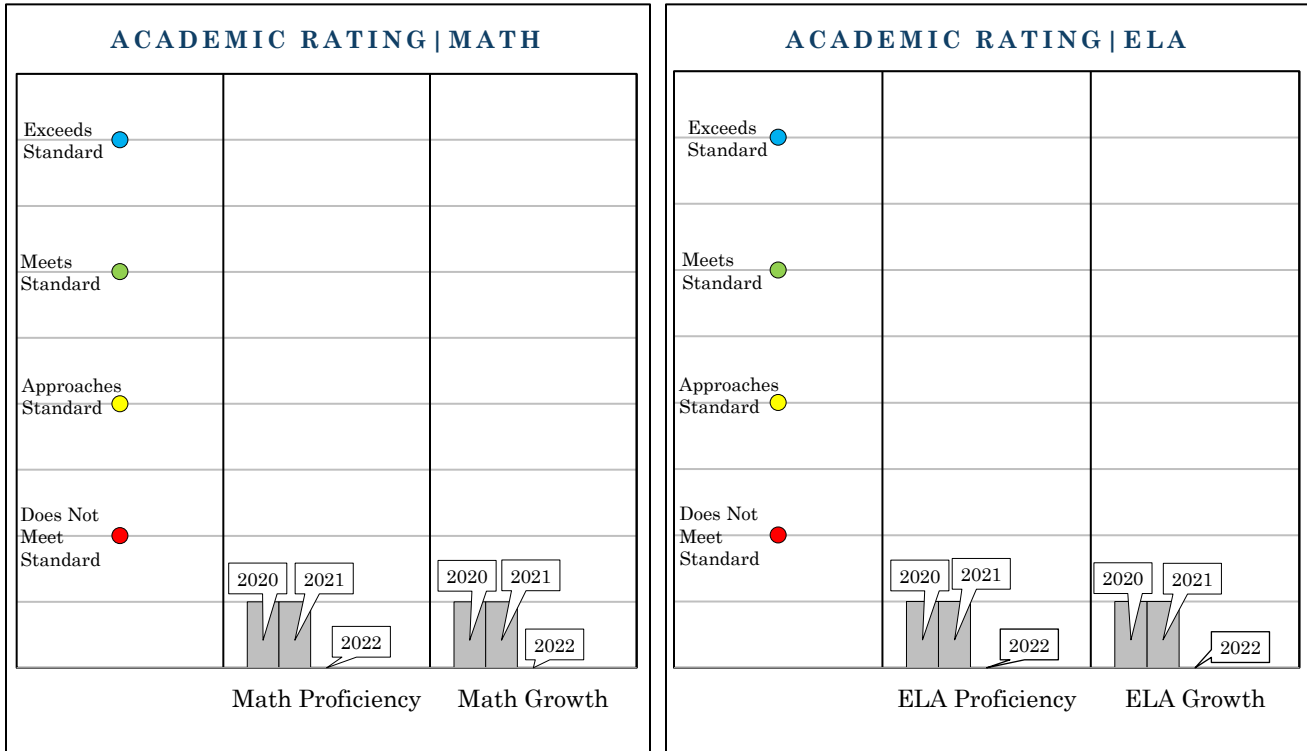 ACADEMIC RATING|MATH
Exceeds
Standard
Meets
Standard
Approaches
Standard
Does Not
Meet
Standard
2020
2021
2022
2020
2021
2022
Math Proficiency
Math Growth
ACADEMIC RATING|ELA
Exceeds
Standard
Meets
Standard
Approaches
Standard
Does Not
Meet
Standard
2020
2021
2022
2020
2021
2022
ELA Proficiency
ELA Growth